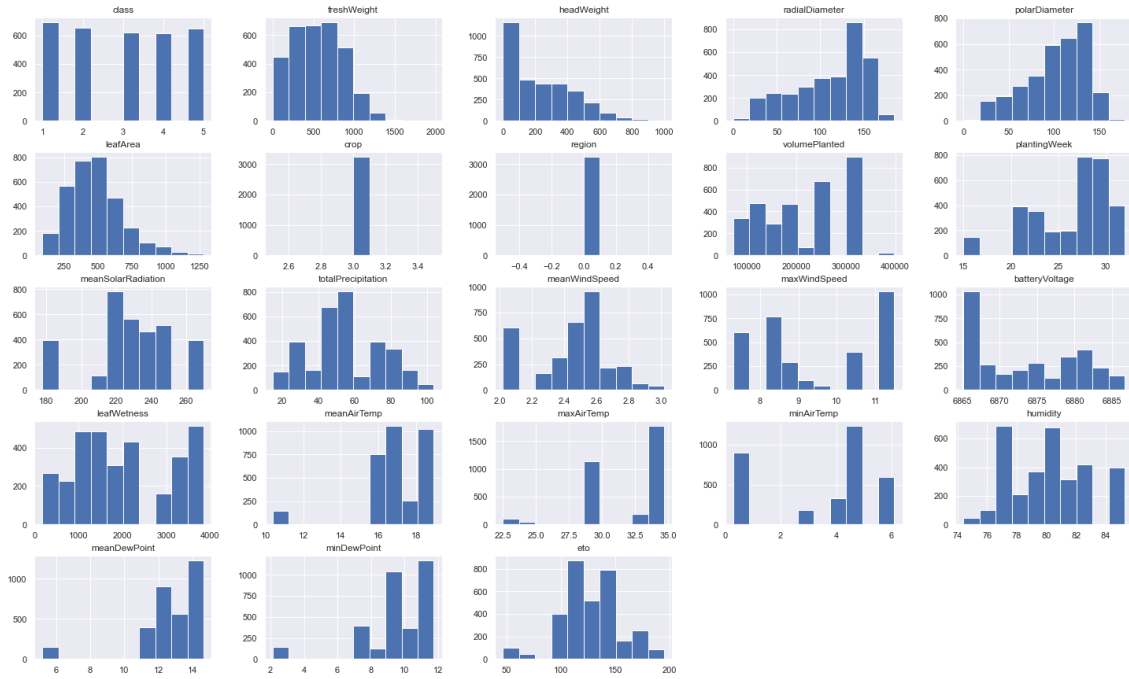 class freshWeight headWeight radialDiameter polarDiameter
600 400 200 0
1 2 3 4 5
600 400 200 0
0 500 1000 1500 2000
1000 750 500 250 0
0 200 400 600 800 1000
800 600 400 200 0
0 50 100 150
800 600 400 200 0
0 50 100 150
leafArea crop region volumePlanted plantingWeek
800 600 400 200 0
250 500 750 1000 1250
3000 2000 1000 0
2.6 2.8 3.0 3.2 3.4
3000 2000 1000 0
−0.4 −0.2 0.0 0.2 0.4
800 600 400 200 0
100000 200000 300000 400000
800 600 400 200 0
15 20 25 30
meanSolarRadiation totalPrecipitation meanWindSpeed maxWindSpeed batteryVoltage
800 600 400 200 0
180 200 220 240 260
800 600 400 200 0
20 40 60 80 100
1000 750 500 250 0
2.0 2.2 2.4 2.6 2.8 3.0
1000 750 500 250 0
8 9 10 11
1000 750 500 250 0
6865 6870 6875 6880 6885
leafWetness meanAirTemp maxAirTemp minAirTemp humidity
400 200 0
0 1000 2000 3000 4000
1000 750 500 250 0
10 12 14 16 18
1500 1000 500 0
22.5 25.0 27.5 30.0 32.5 35.0
1000 500 0
0 2 4 6
600 400 200 0
74 76 78 80 82 84
meanDewPoint minDewPoint eto
1000 500 0
6 8 10 12 14
1000 500 0
2 4 6 8 10 12
800 600 400 200 0
50 100 150 200